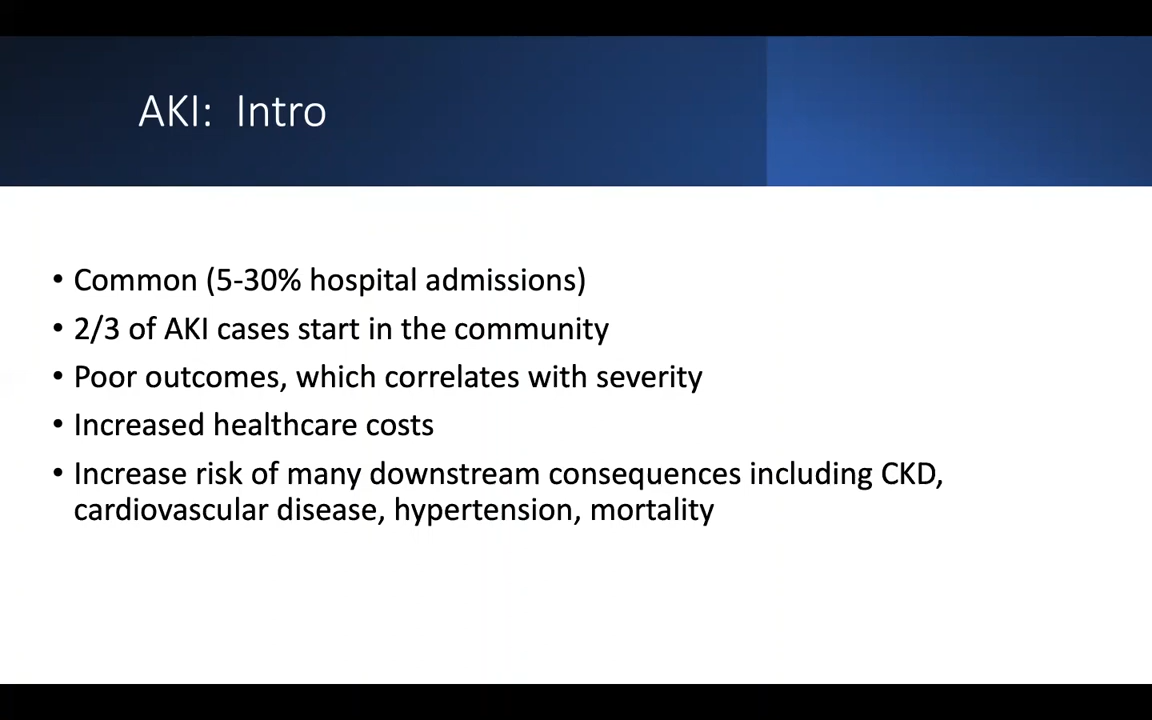 AKI: Intro
• Common (5-30% hospital admissions)
• 2/3 of AKI cases start in the community
• Poor outcomes, which correlates with severity
• Increased healthcare costs
• Increase risk of many downstream consequences including CKD,
cardiovascular disease, hypertension, mortality